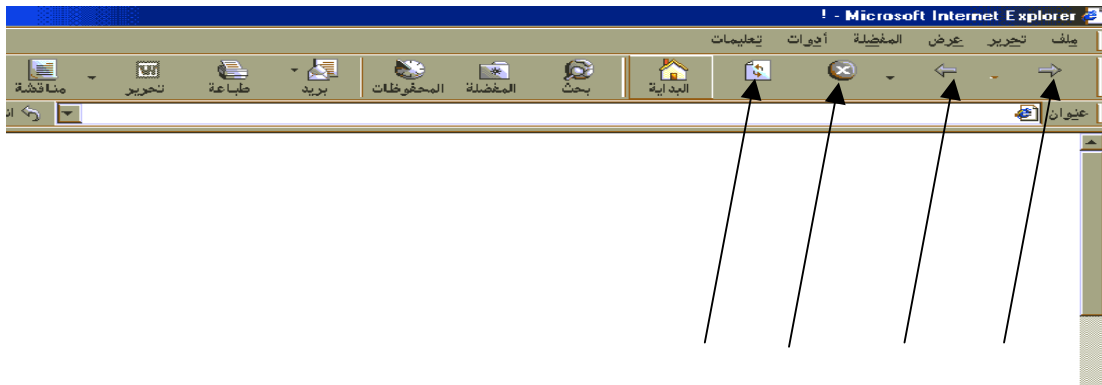 ! - Microsoft Internet Explorer
ملف تحرير عرض المفضلة أدوات تعليمات
البداية بحث المفضلة المحفوظات بريد طباعة تحرير مناقشة
عنوان